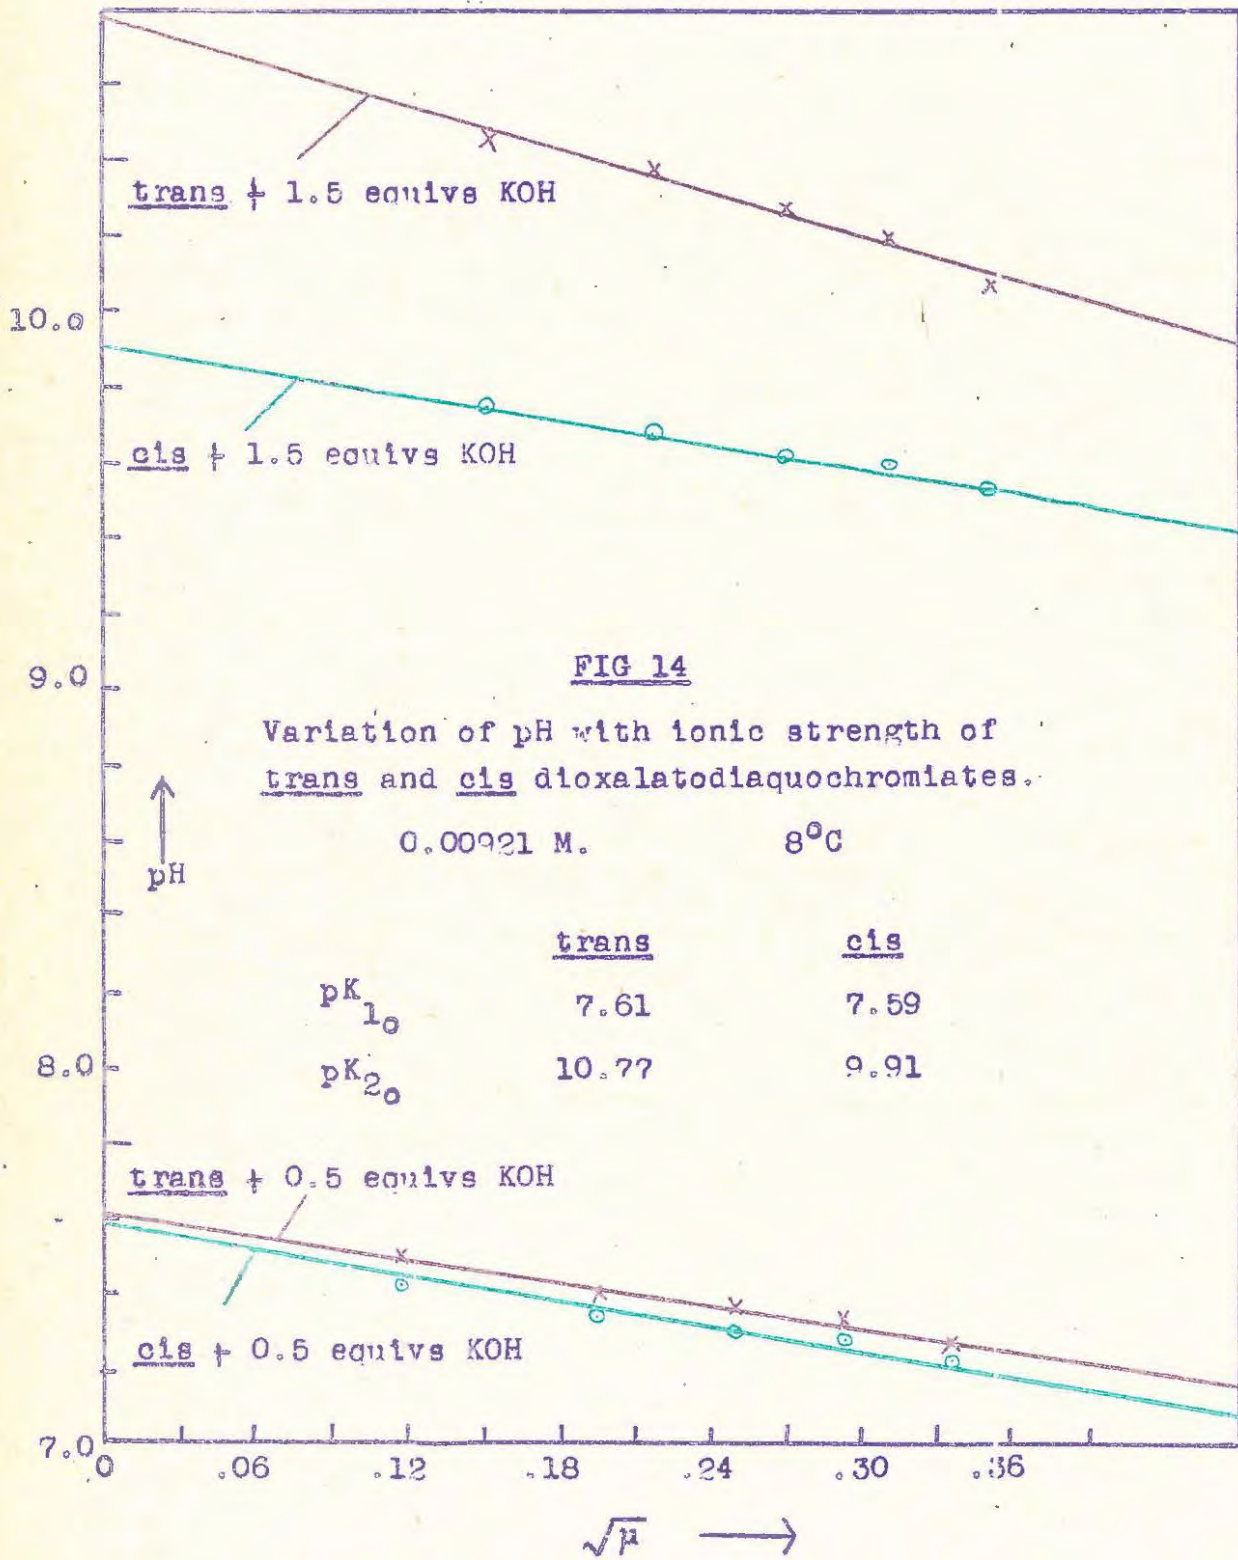 trans + 1.5 equivs KOH
10.0
cis + 1.5 equivs KOH
FIG 14
9.0
Variation of pH with ionic strength of
trans and cis dioxalatodiaquochromiates.
0.00921 M. 8°C
pH
trans cis
pK₁₀ 7.61 7.59
8.0
pK₂₀ 10.77 9.91
trans + 0.5 equivs KOH
cis + 0.5 equivs KOH
7.0
.0 .06 .12 .18 .24 .30 .36
√μ